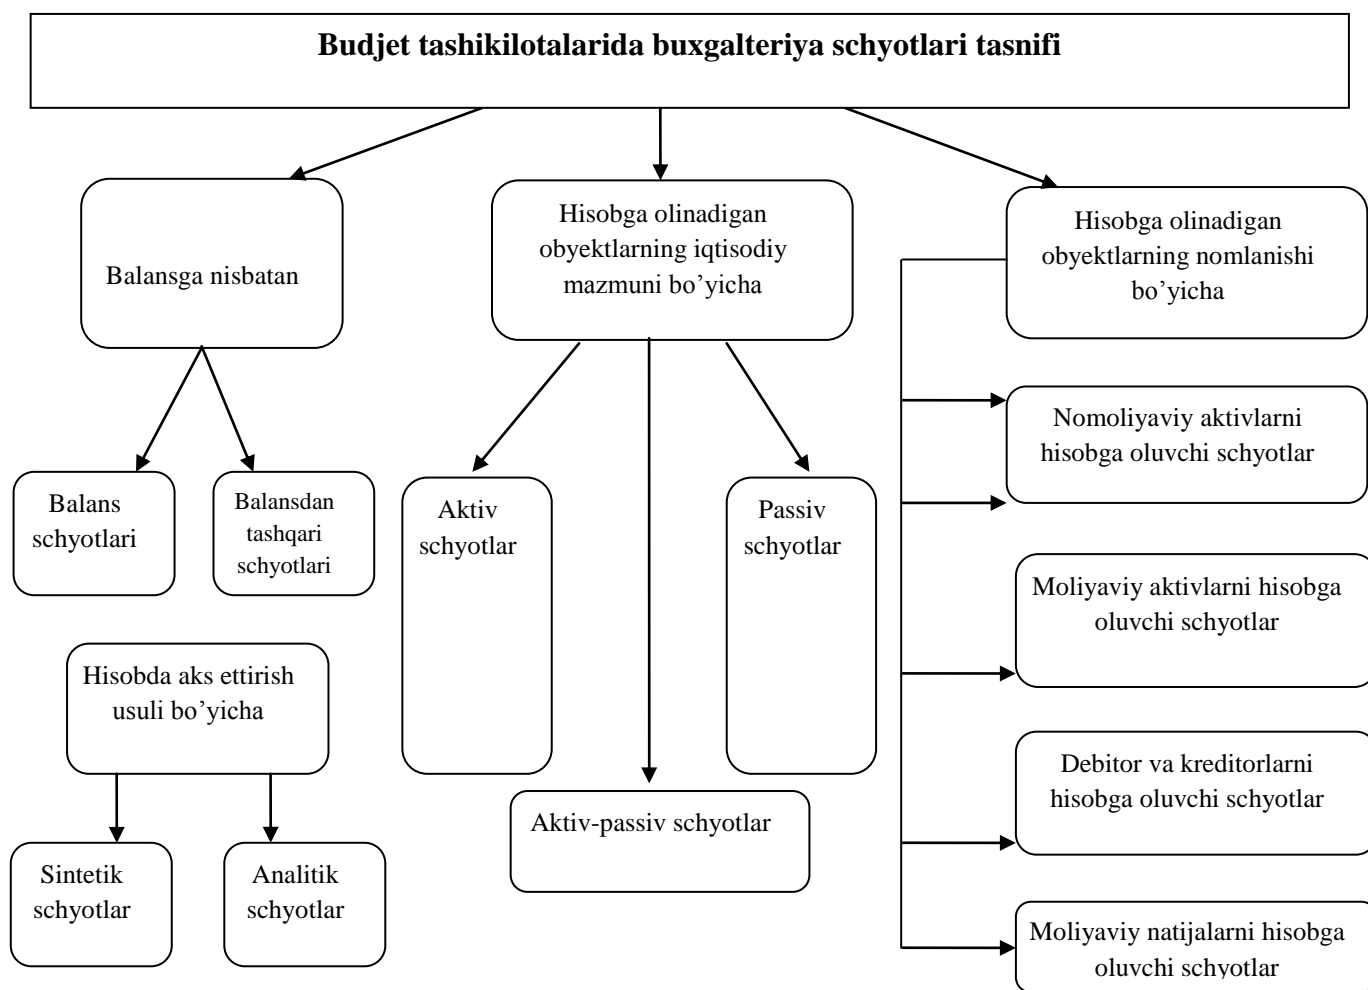 Budjet tashikilotalarida buxgalteriya schyotlari tasnifi
Balansga nisbatan
Hisobga olinadigan
obyektlarning iqtisodiy
mazmuni bo’yicha
Hisobga olinadigan
obyektlarning nomlanishi
bo’yicha
Balans
schyotlari
Balansdan
tashqari
schyotlari
Aktiv
schyotlar
Passiv
schyotlar
Aktiv-passiv schyotlar
Nomoliyaviy aktivlarni
hisobga oluvchi schyotlar
Moliyaviy aktivlarni hisobga
oluvchi schyotlar
Debitor va kreditorlarni
hisobga oluvchi schyotlar
Moliyaviy natijalarni hisobga
oluvchi schyotlar
Hisobda aks ettirish
usuli bo’yicha
Sintetik
schyotlar
Analitik
schyotlar